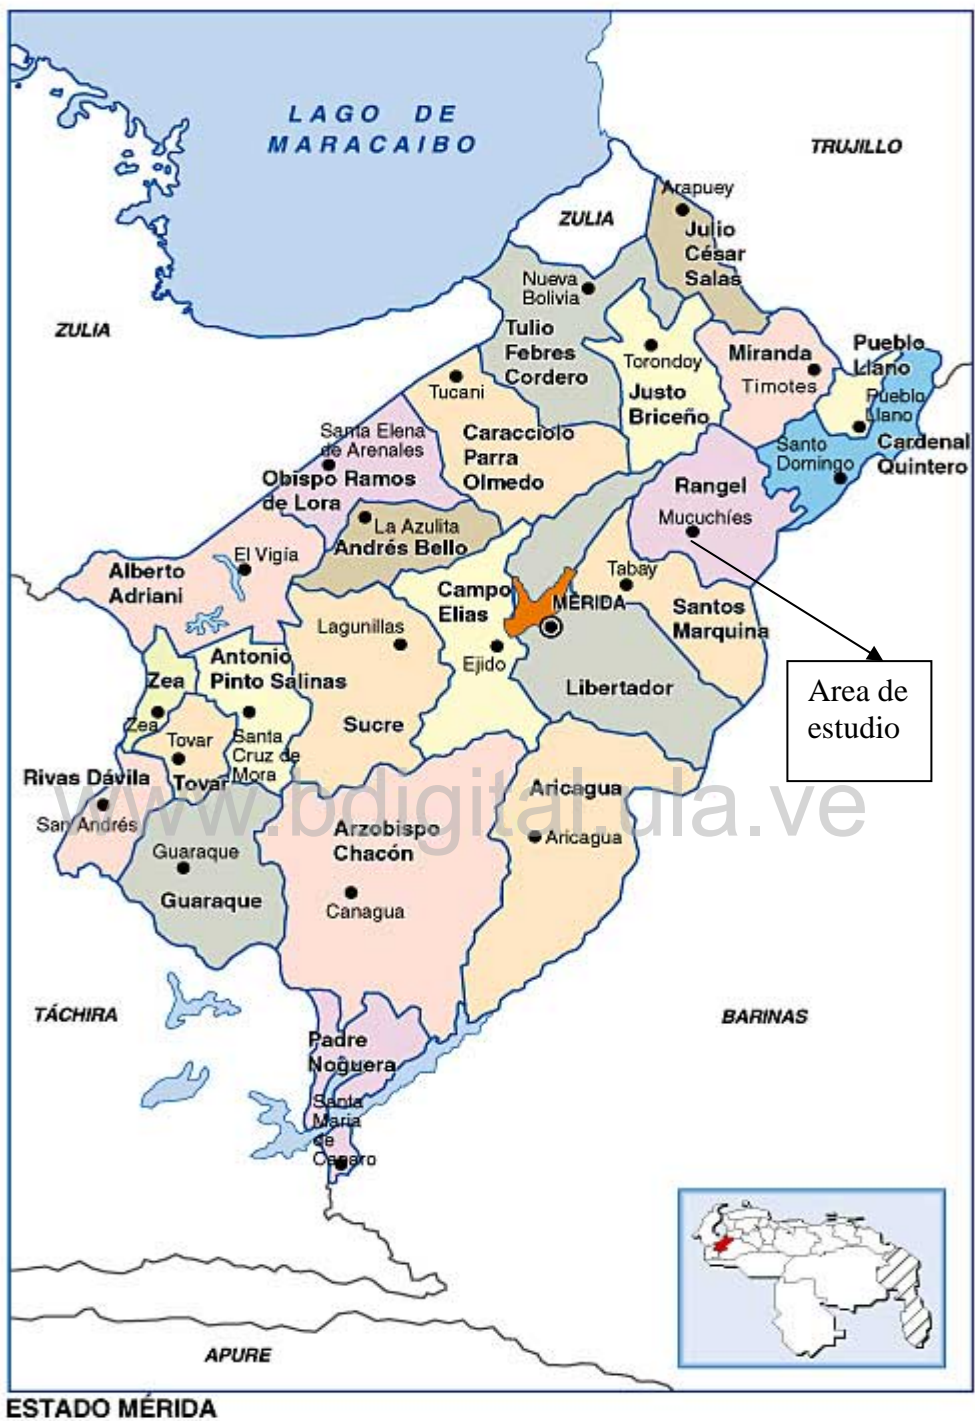 LAGO DE
MARACAIBO
TRUJILLO
Arapuey
ZULIA
Julio
César
Salas
Nueva
Bolivia
ZULIA
Tulio
Febres
Cordero
Torondoy
Justo
Briceño
Miranda
Timotes
Pueblo
Llano
Pueblo
Llano
Tucani
Santa Elena
de Arenales
Caracciolo
Parra
Olmedo
Santo
Domingo
Cardenal
Quintero
Obispo Ramos
de Lora
Rangel
Mucuchíes
La Azulita
Andrés Bello
El Vigía
Alberto
Adriani
Campo
Elias
Tabay
MÉRIDA
Santos
Marquina
Lagunillas
Ejido
Antonio
Pinto Salinas
Zea
Libertador
Area de
estudio
Zea
Tovar
Santa
Cruz de
Mora
Sucre
Rivas Dávila
Tovar
Aricagua
San Andrés
www.bdigital.ula.ve
Arzobispo
Chacón
Aricagua
Guaraque
Guaraque
Canagua
TÁCHIRA
BARINAS
Padre
Noguera
Santa
Maria
de
Caparo
APURE
ESTADO MÉRIDA